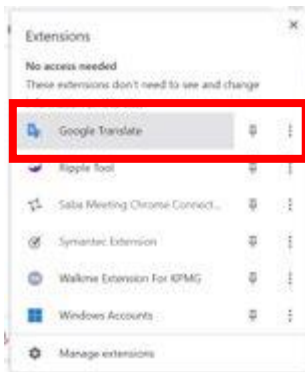 Extensions
No access needed
These extensions don't need to see and change
Google Translate
Ripple Tool
Saba Meeting Chrome Connect...
Symantec Extension
Walkme Extension For KPMG
Windows Accounts
Manage extensions